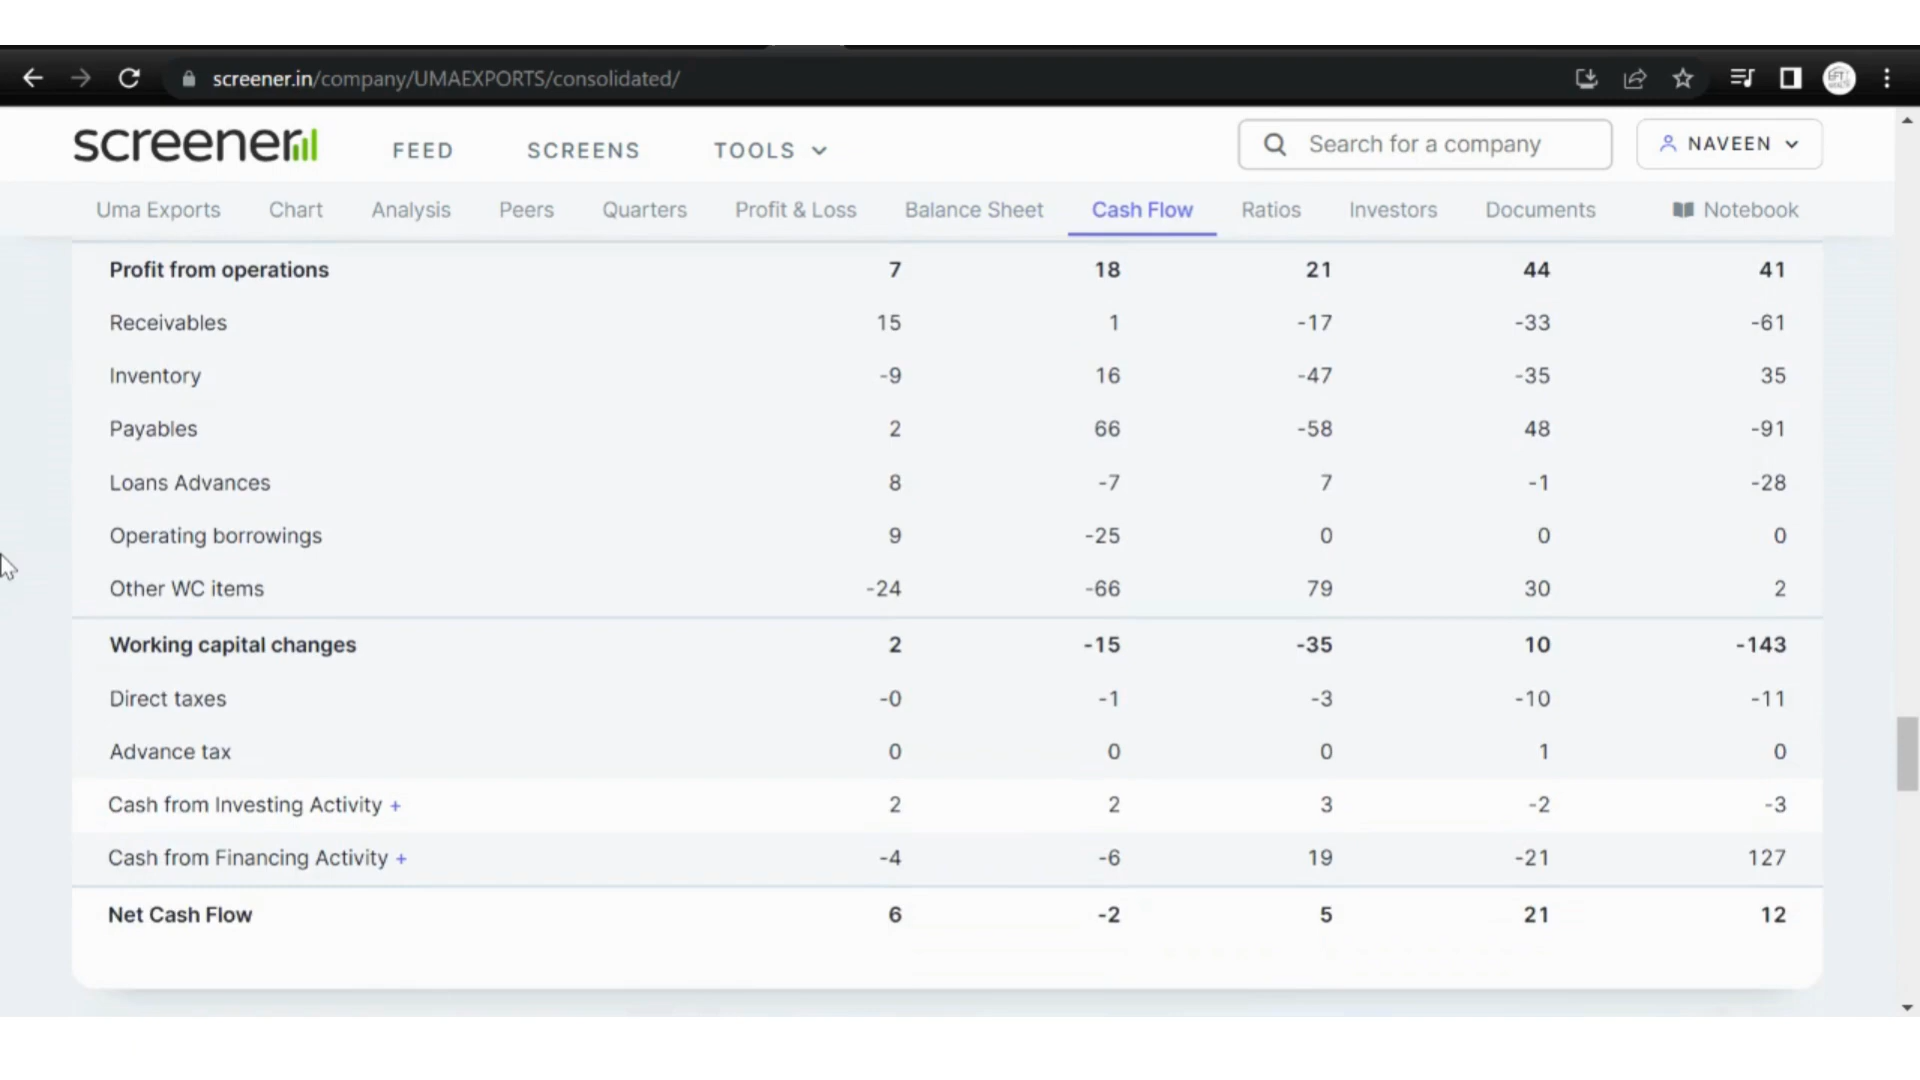 screener.in/company/UMAEXPORTS/consolidated/
screener FEED SCREENS TOOLS Search for a company NAVEEN
Uma Exports Chart Analysis Peers Quarters Profit & Loss Balance Sheet Cash Flow Ratios Investors Documents Notebook
Profit from operations 7 18 21 44 41
Receivables 15 1 -17 -33 -61
Inventory -9 16 -47 -35 35
Payables 2 66 -58 48 -91
Loans Advances 8 -7 7 -1 -28
Operating borrowings 9 -25 0 0 0
Other WC items -24 -66 79 30 2
Working capital changes 2 -15 -35 10 -143
Direct taxes -0 -1 -3 -10 -11
Advance tax 0 0 0 1 0
Cash from Investing Activity + 2 2 3 -2 -3
Cash from Financing Activity + -4 -6 19 -21 127
Net Cash Flow 6 -2 5 21 12